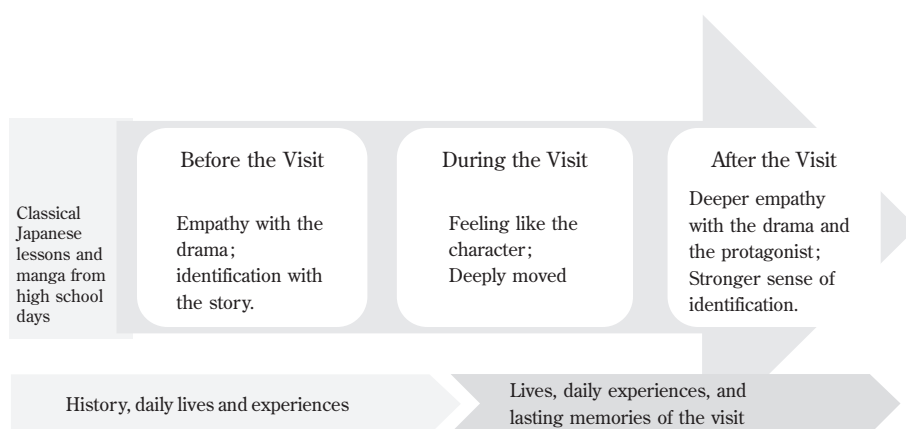 Classical
Japanese
lessons and
manga from
high school
days
Before the Visit
Empathy with the
drama;
identification with
the story.
During the Visit
Feeling like the
character;
Deeply moved
After the Visit
Deeper empathy
with the drama and
the protagonist;
Stronger sense of
identification.
History, daily lives and experiences
Lives, daily experiences, and
lasting memories of the visit